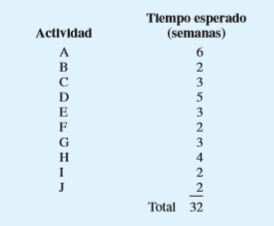 Actividad Tiempo esperado (semanas)
A 6
B 2
C 3
D 5
E 3
F 2
G 3
H 4
I 2
J 2
Total 32